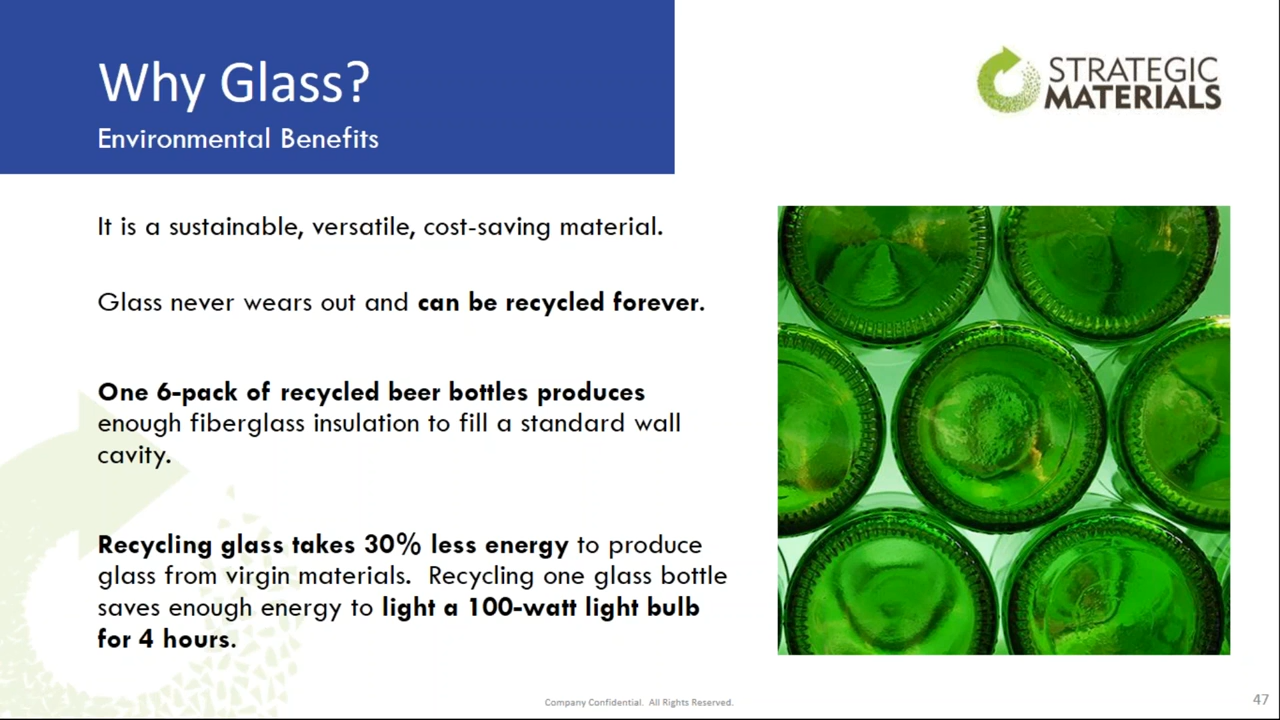 Why Glass?
Environmental Benefits
STRATEGIC
MATERIALS
It is a sustainable, versatile, cost-saving material.
Glass never wears out and can be recycled forever.
One 6-pack of recycled beer bottles produces
enough fiberglass insulation to fill a standard wall
cavity.
Recycling glass takes 30% less energy to produce
glass from virgin materials.  Recycling one glass bottle
saves enough energy to light a 100-watt light bulb
for 4 hours.
Company Confidential.  All Rights Reserved.
47